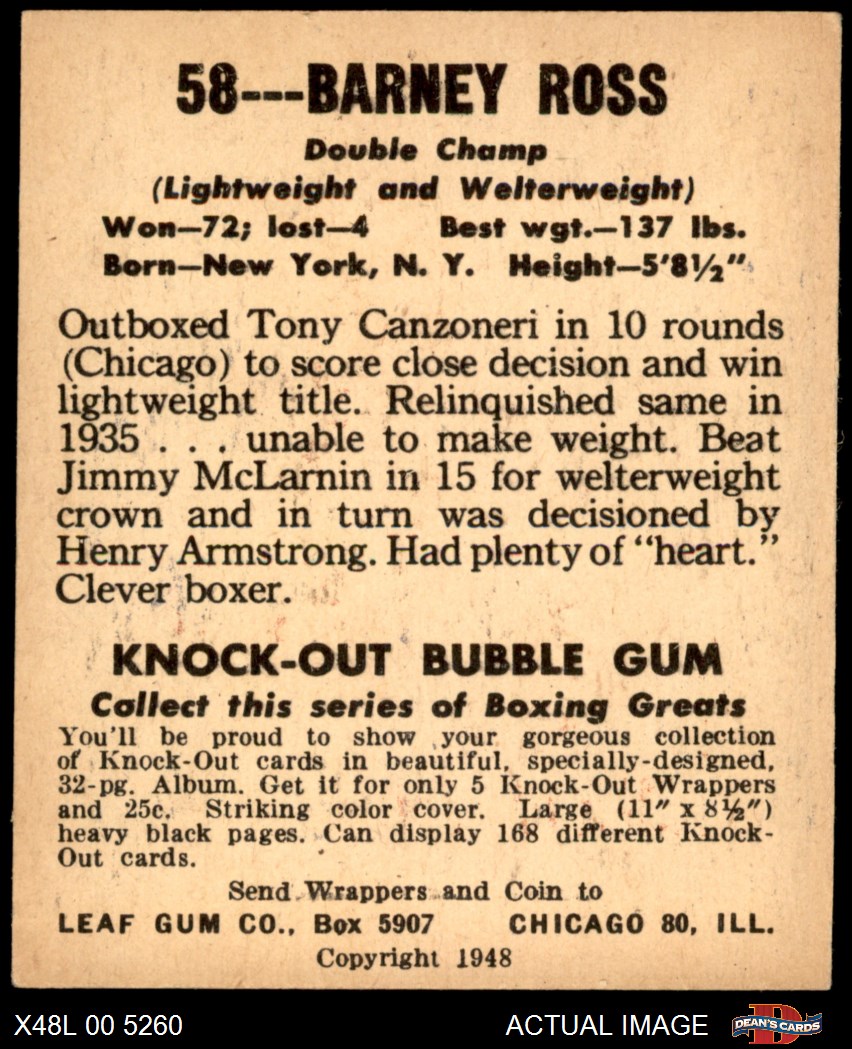 58---BARNEY ROSS
Double Champ
(Lightweight and Welterweight)
Won—72; lost—4 Best wgt.—137 lbs.
Born—New York, N. Y. Height—5'8½"
Outboxed Tony Canzoneri in 10 rounds
(Chicago) to score close decision and win
lightweight title. Relinquished same in
1935 . . . unable to make weight. Beat
Jimmy McLarnin in 15 for welterweight
crown and in turn was decisioned by
Henry Armstrong. Had plenty of "heart."
Clever boxer.
KNOCK-OUT BUBBLE GUM
Collect this series of Boxing Greats
You'll be proud to show your gorgeous collection
of Knock-Out cards in beautiful, specially-designed,
32-pg. Album. Get it for only 5 Knock-Out Wrappers
and 25c. Striking color cover. Large (11" x 8½")
heavy black pages. Can display 168 different Knock-
Out cards.
Send Wrappers and Coin to
LEAF GUM CO., Box 5907 CHICAGO 80, ILL.
Copyright 1948
X48L 00 5260 ACTUAL IMAGE DEAN'S CARDS